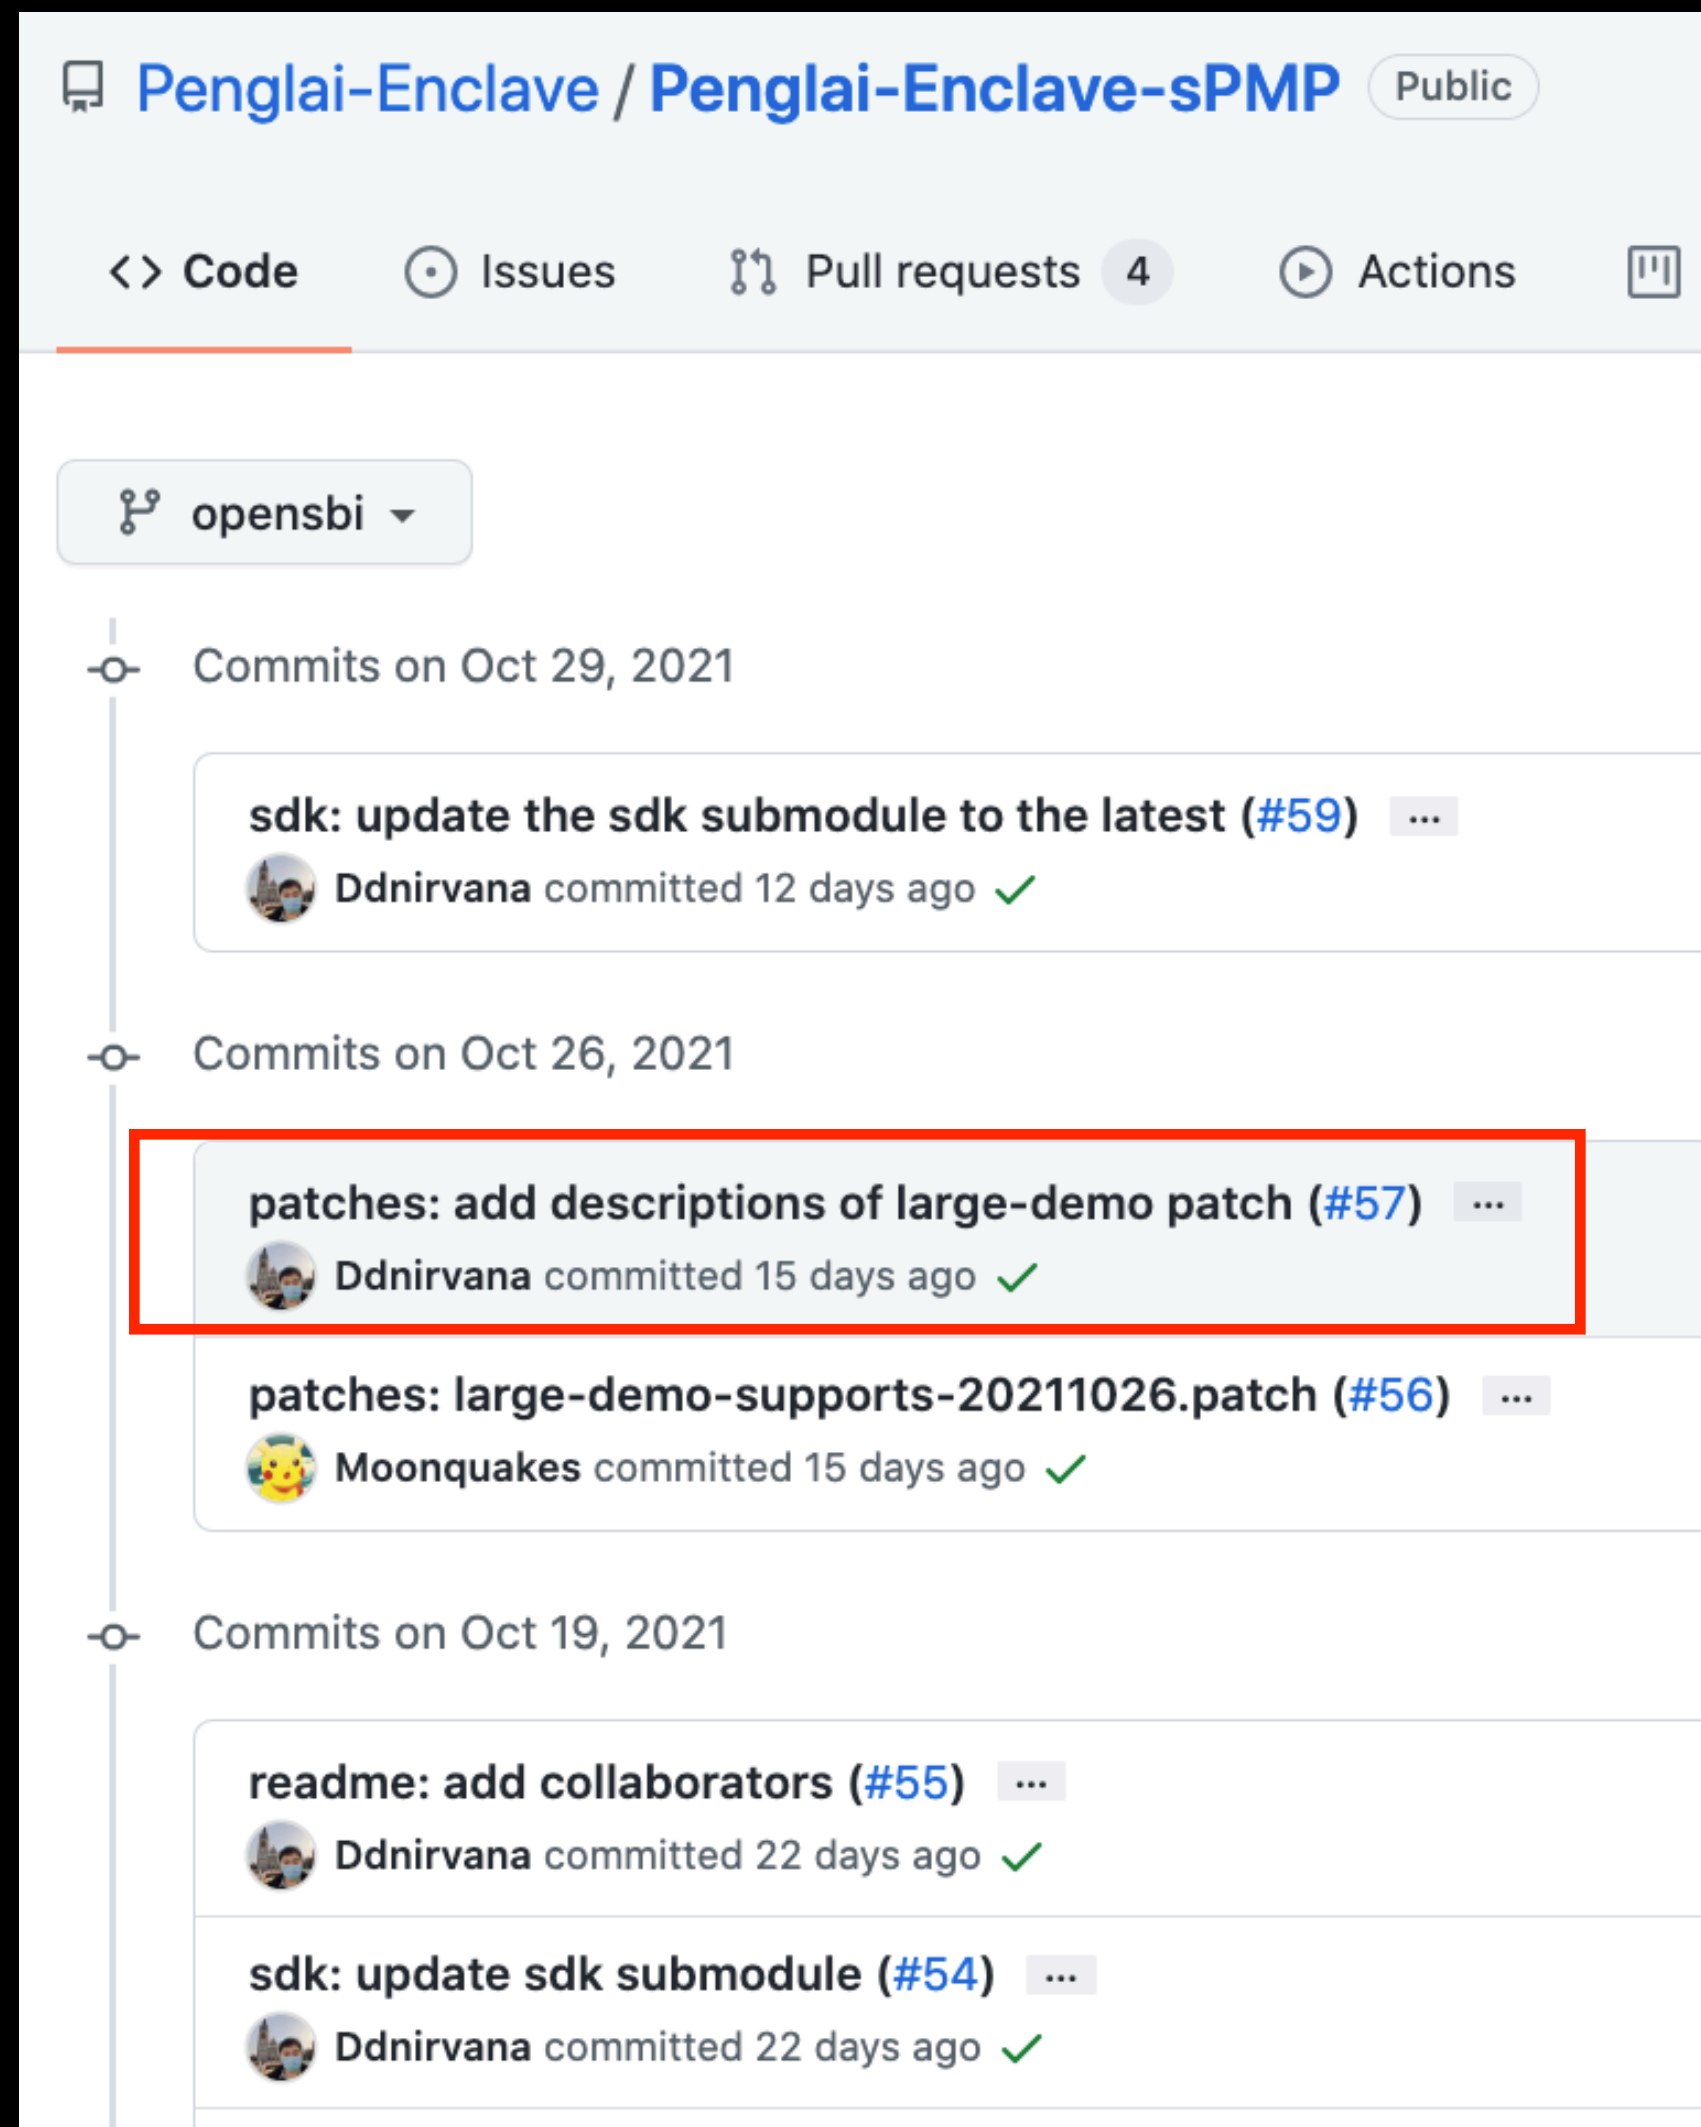 Penglai-Enclave / Penglai-Enclave-sPMP Public
Code Issues Pull requests 4 Actions
opensbi
Commits on Oct 29, 2021
sdk: update the sdk submodule to the latest (#59) ...
Ddnirvana committed 12 days ago
Commits on Oct 26, 2021
patches: add descriptions of large-demo patch (#57) ...
Ddnirvana committed 15 days ago
patches: large-demo-supports-20211026.patch (#56) ...
Moonquakes committed 15 days ago
Commits on Oct 19, 2021
readme: add collaborators (#55) ...
Ddnirvana committed 22 days ago
sdk: update sdk submodule (#54) ...
Ddnirvana committed 22 days ago